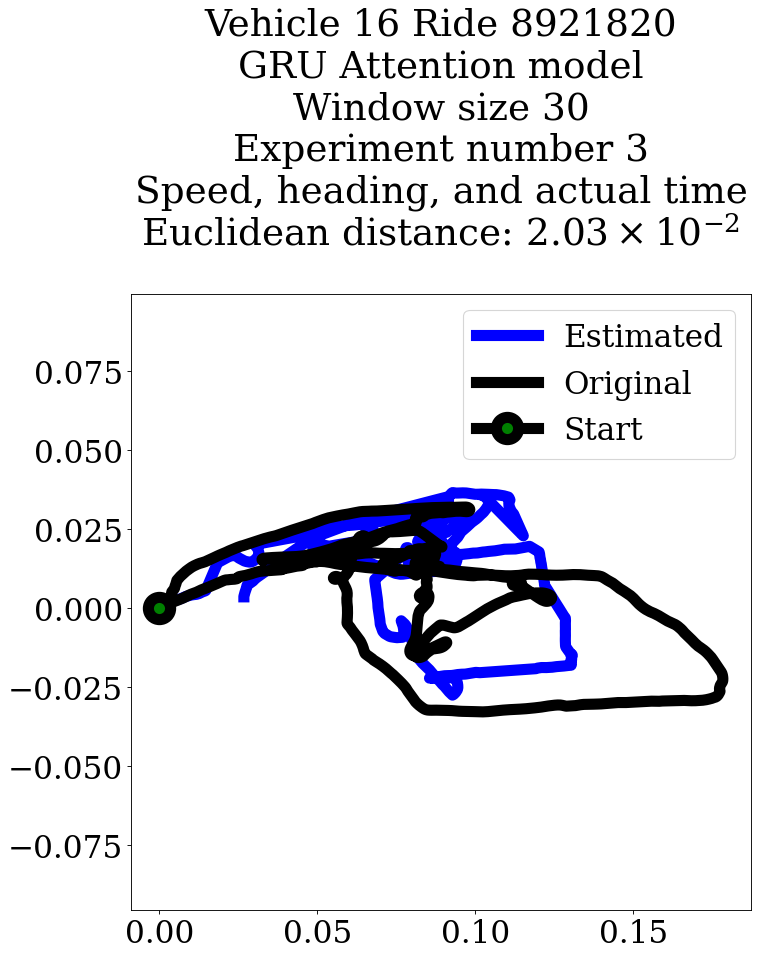 Vehicle 16 Ride 8921820
GRU Attention model
Window size 30
Experiment number 3
Speed, heading, and actual time
Euclidean distance: 2.03 × 10⁻²
Estimated
Original
Start
0.075
0.050
0.025
0.000
−0.025
−0.050
−0.075
0.00 0.05 0.10 0.15